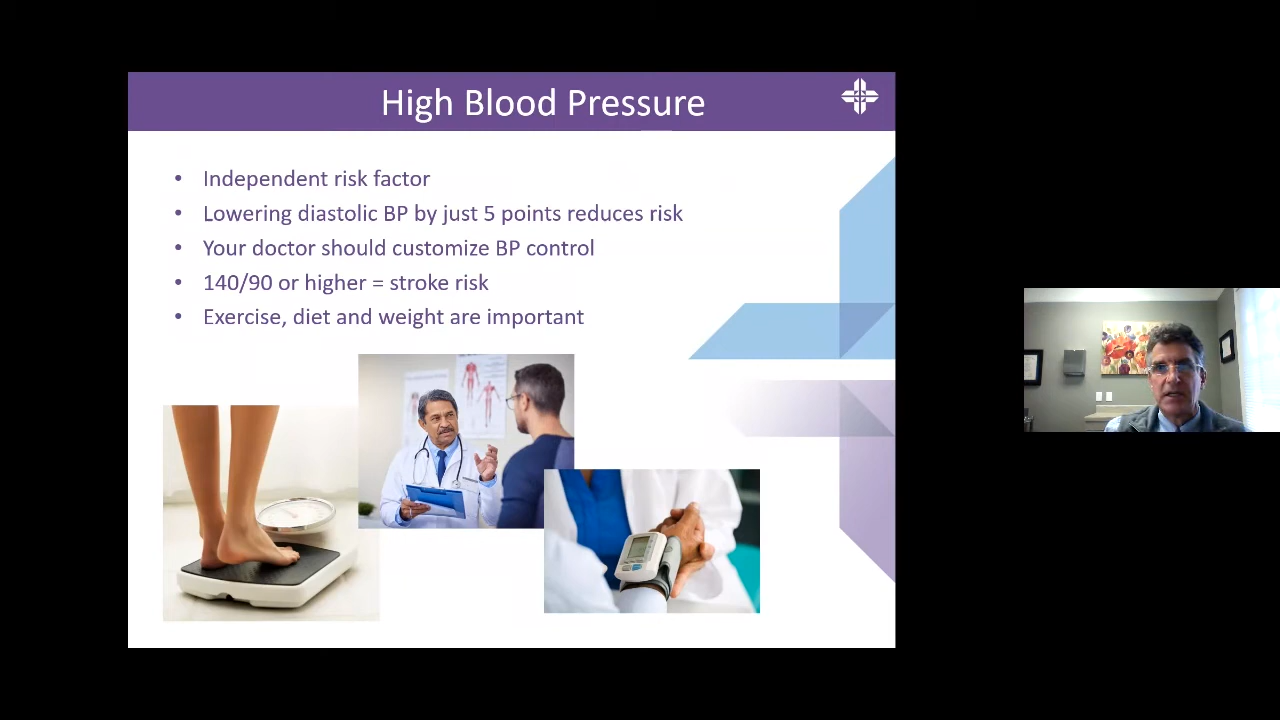 High Blood Pressure
• Independent risk factor
• Lowering diastolic BP by just 5 points reduces risk
• Your doctor should customize BP control
• 140/90 or higher = stroke risk
• Exercise, diet and weight are important